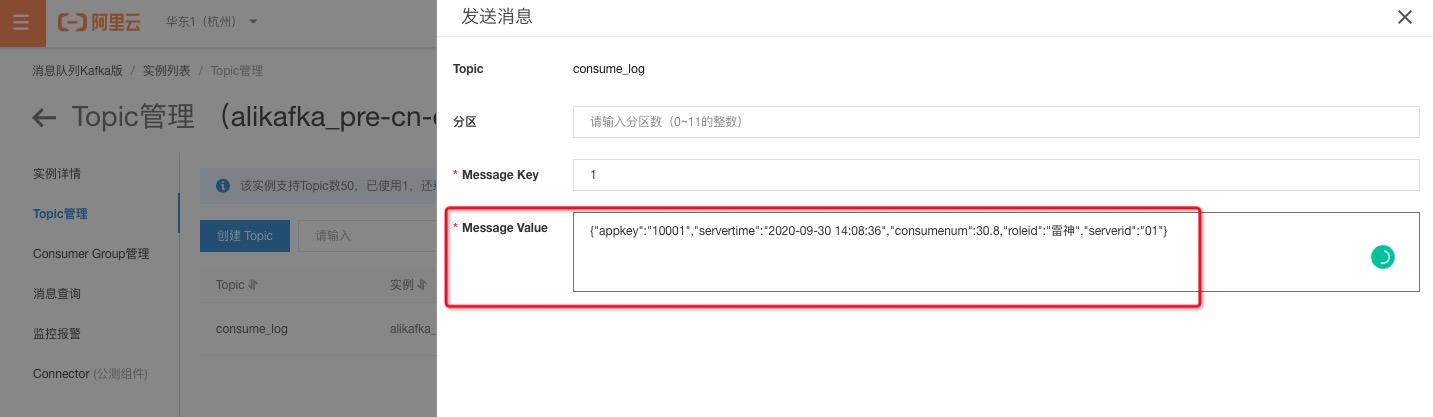 阿里云
华东1（杭州）
消息队列Kafka版 / 实例列表 / Topic管理
Topic管理 （alikafka_pre-cn-
实例详情
Topic管理
Consumer Group管理
消息查询
监控报警
Connector (公测组件)
该实例支持Topic数50，已使用1，还
创建 Topic
请输入
Topic
实例
consume_log
alikafka_
发送消息
Topic
consume_log
分区
请输入分区数（0~11的整数）
* Message Key
1
* Message Value
{"appkey":"10001","servertime":"2020-09-30 14:08:36","consumenum":30.8,"roleid":"雷神","serverid":"01"}